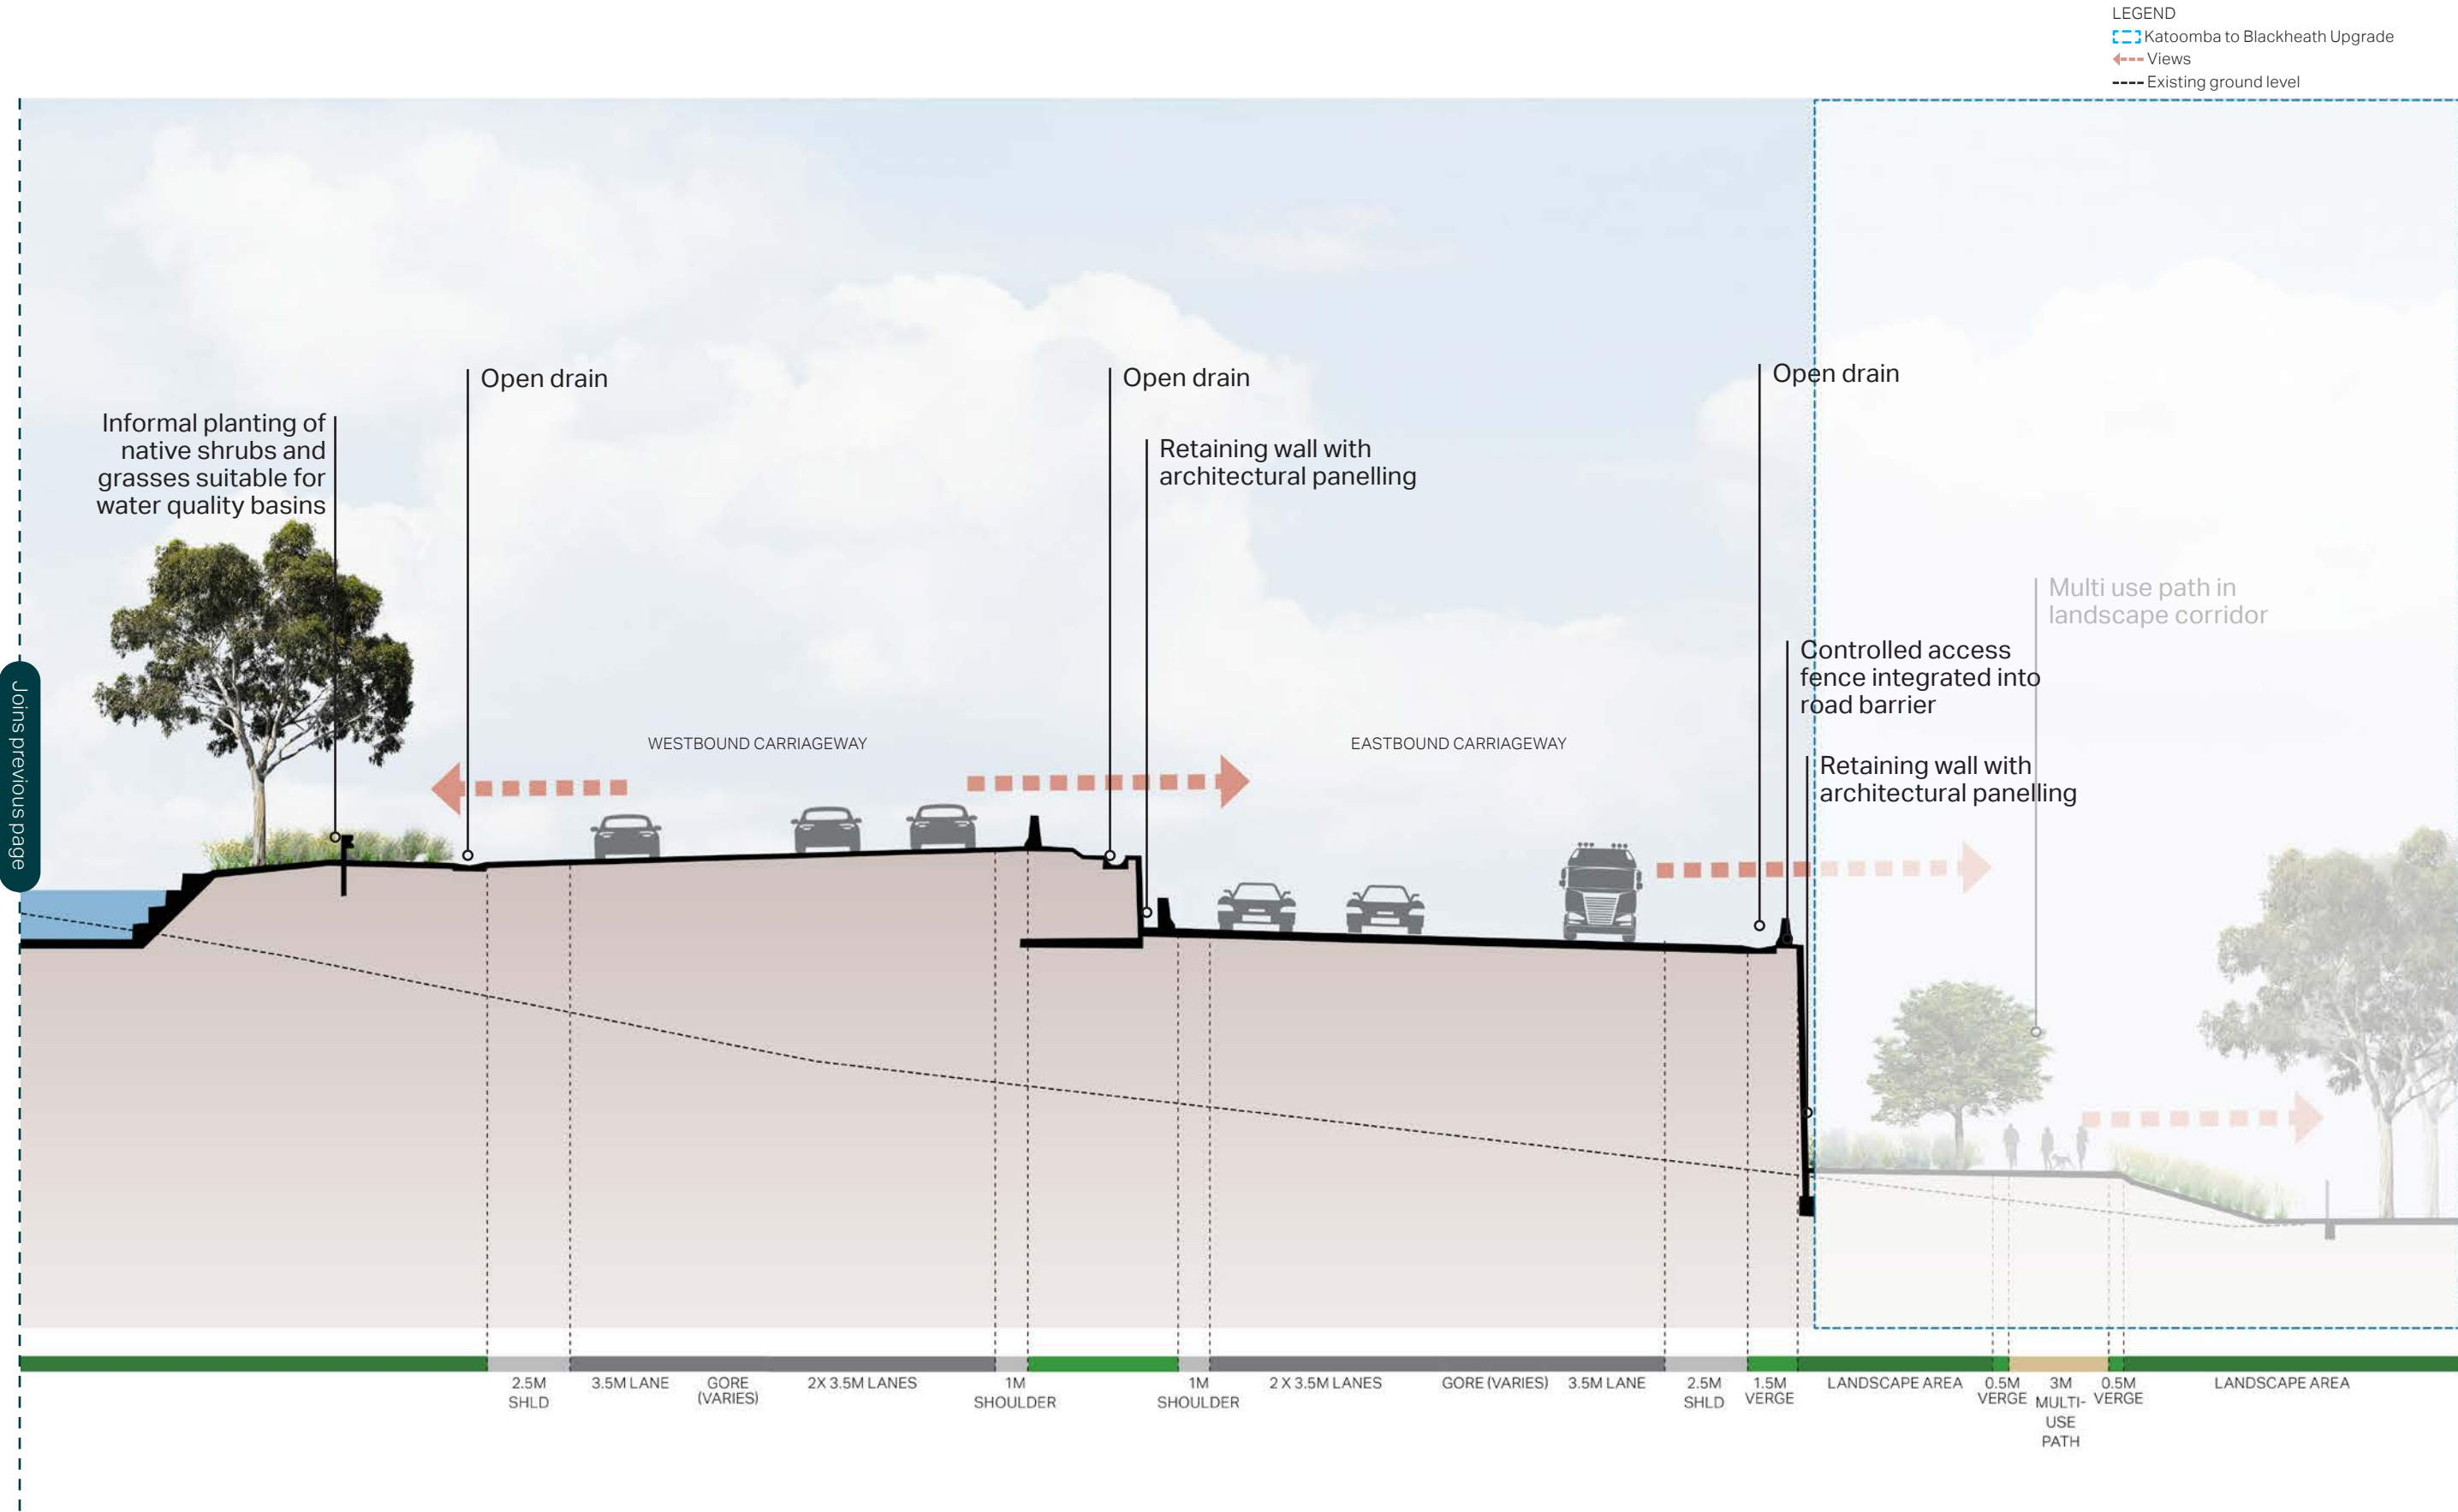 LEGEND
Katoomba to Blackheath Upgrade
Views
Existing ground level
Open drain
Open drain
Open drain
Informal planting of
native shrubs and
grasses suitable for
water quality basins
Retaining wall with
architectural panelling
Multi use path in
landscape corridor
Controlled access
fence integrated into
road barrier
Joins previous page
WESTBOUND CARRIAGEWAY
EASTBOUND CARRIAGEWAY
Retaining wall with
architectural panelling
2.5M
SHLD
3.5M LANE
GORE
(VARIES)
2X 3.5M LANES
1M
SHOULDER
1M
SHOULDER
2 X 3.5M LANES
GORE (VARIES)
3.5M LANE
2.5M
SHLD
1.5M
VERGE
LANDSCAPE AREA
0.5M
VERGE
3M
MULTI-
USE
PATH
0.5M
VERGE
LANDSCAPE AREA